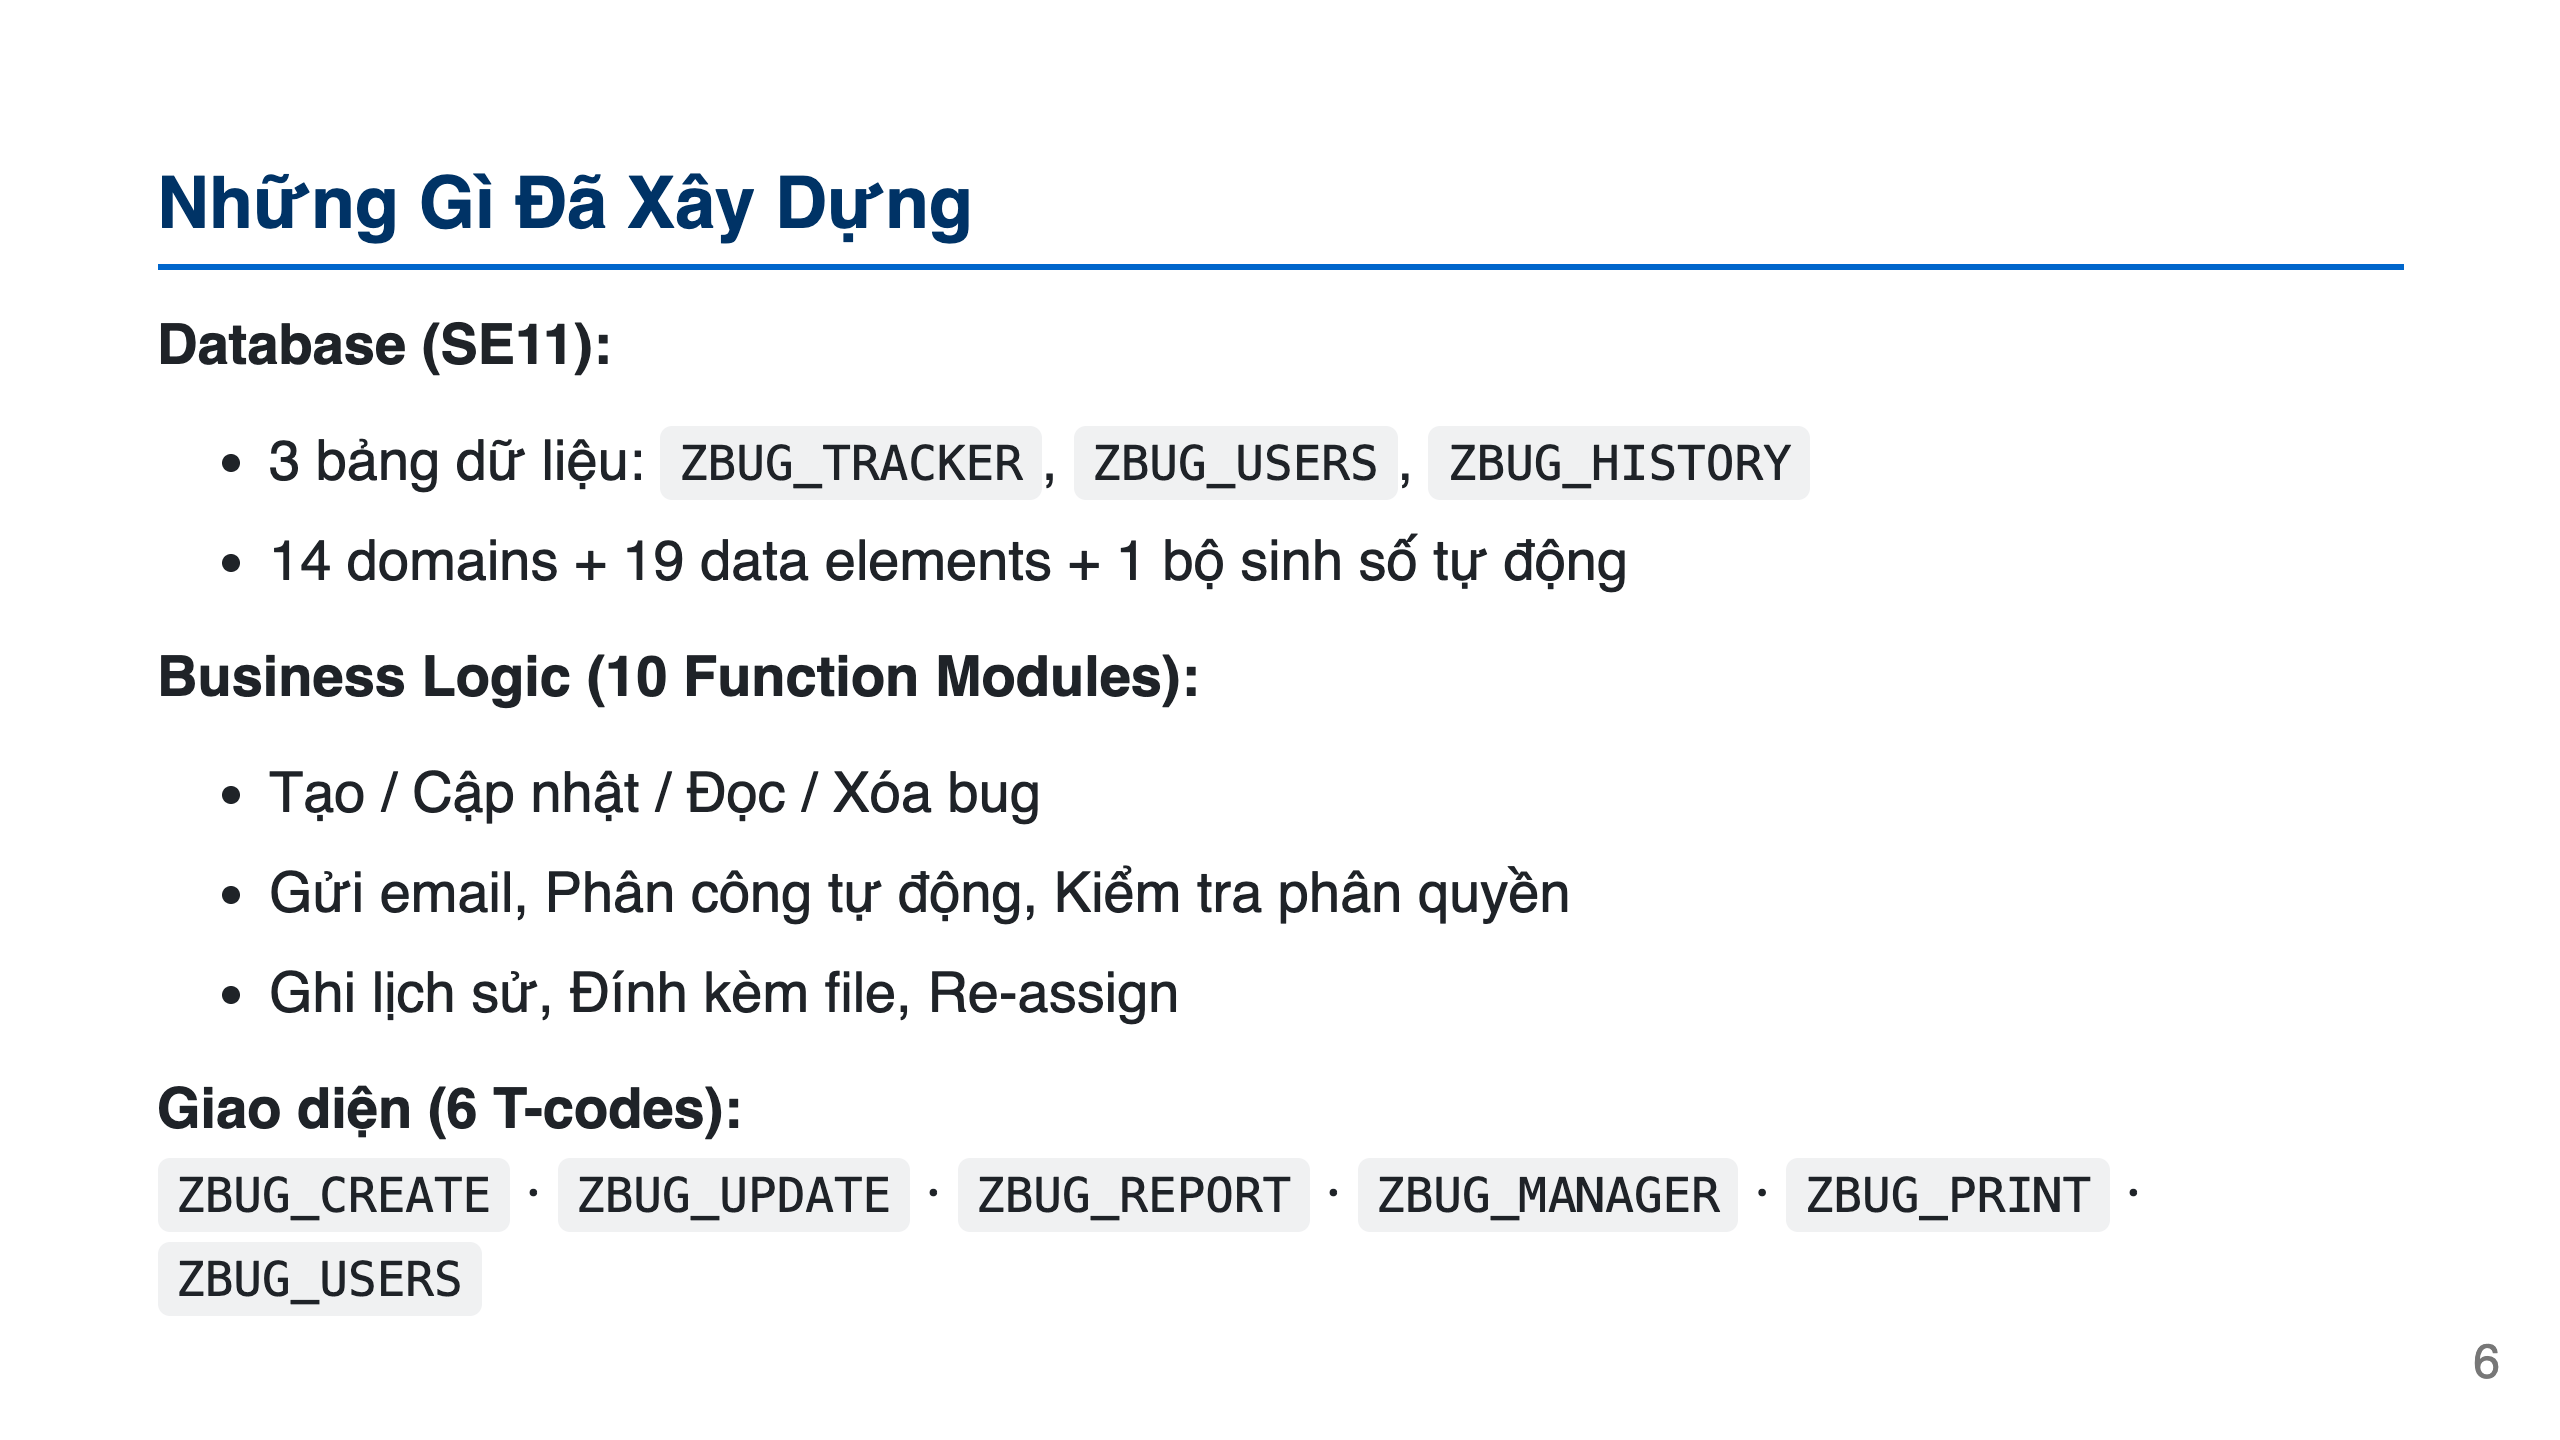 Những Gì Đã Xây Dựng
Database (SE11):
• 3 bảng dữ liệu: ZBUG_TRACKER, ZBUG_USERS, ZBUG_HISTORY
• 14 domains + 19 data elements + 1 bộ sinh số tự động
Business Logic (10 Function Modules):
• Tạo / Cập nhật / Đọc / Xóa bug
• Gửi email, Phân công tự động, Kiểm tra phân quyền
• Ghi lịch sử, Đính kèm file, Re-assign
Giao diện (6 T-codes):
ZBUG_CREATE · ZBUG_UPDATE · ZBUG_REPORT · ZBUG_MANAGER · ZBUG_PRINT ·
ZBUG_USERS
6